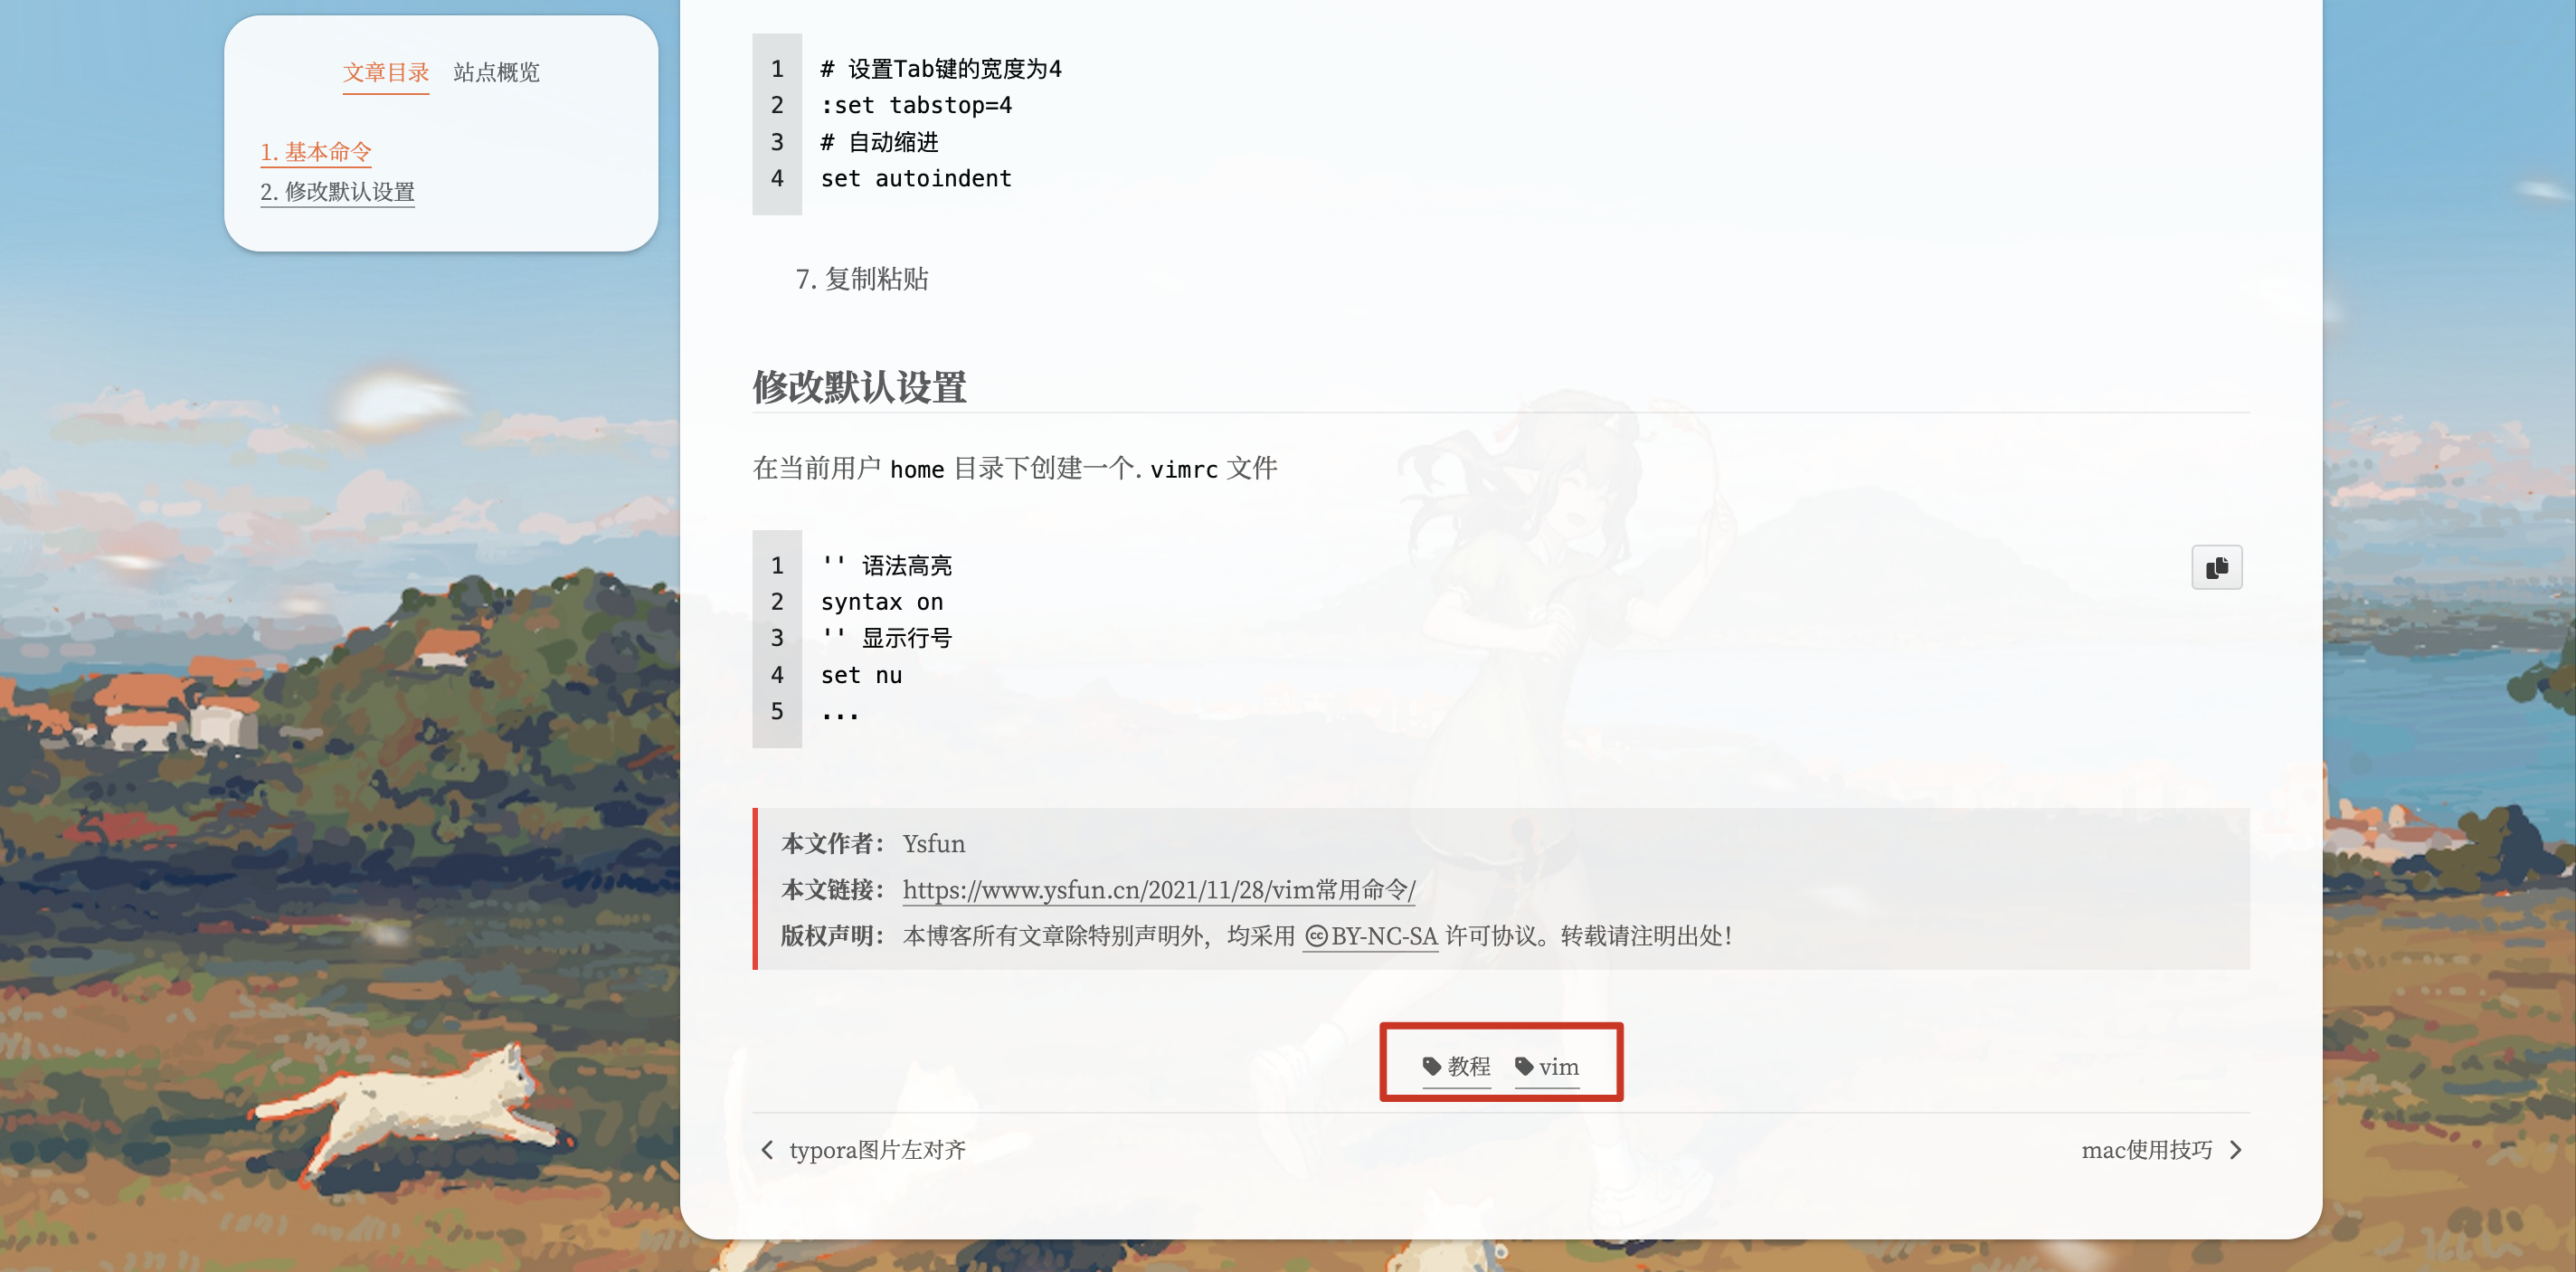 文章目录 站点概览
1. 基本命令
2. 修改默认设置
1 # 设置Tab键的宽度为4
2 :set tabstop=4
3 # 自动缩进
4 set autoindent
7. 复制粘贴
修改默认设置
在当前用户 home 目录下创建一个. vimrc 文件
1 '' 语法高亮
2 syntax on
3 '' 显示行号
4 set nu
5 ...
本文作者： Ysfun
本文链接： https://www.ysfun.cn/2021/11/28/vim常用命令/
版权声明： 本博客所有文章除特别声明外，均采用 BY-NC-SA 许可协议。转载请注明出处！
教程 vim
typora图片左对齐
mac使用技巧